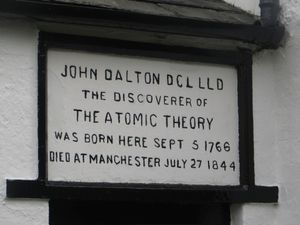 JOHN DALTON DCL LLD
THE DISCOVERER OF
THE ATOMIC THEORY
WAS BORN HERE SEPT 5 1766
DIED AT MANCHESTER JULY 27 1844